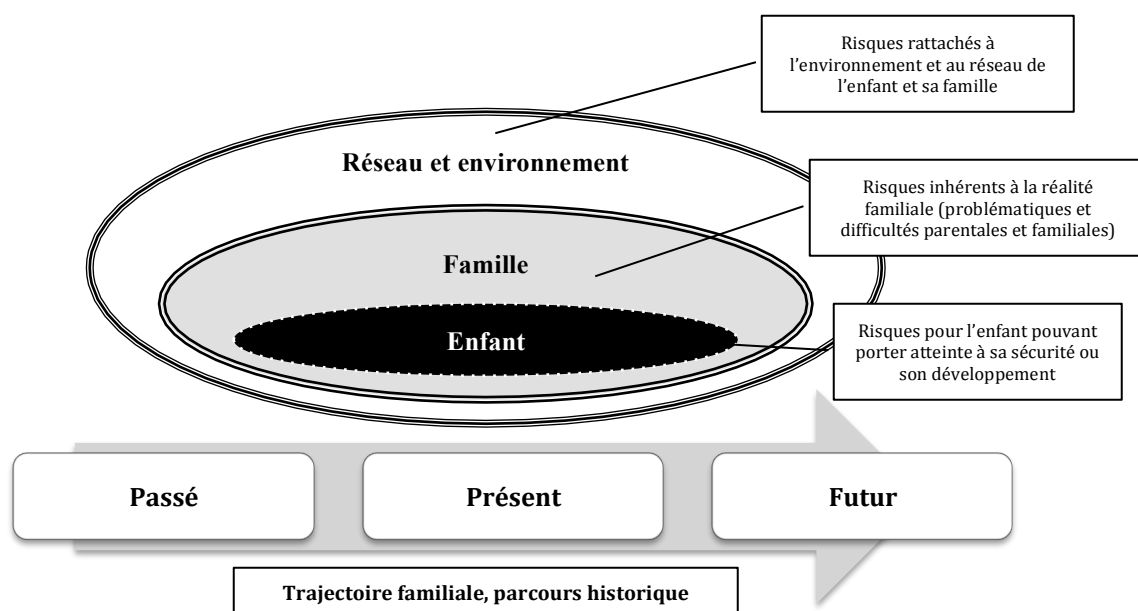 Risques rattachés à
l’environnement et au réseau de
l’enfant et sa famille
Réseau et environnement
Risques inhérents à la réalité
familiale (problématiques et
difficultés parentales et familiales)
Famille
Risques pour l’enfant pouvant
porter atteinte à sa sécurité ou
son développement
Enfant
Passé
Présent
Futur
Trajectoire familiale, parcours historique